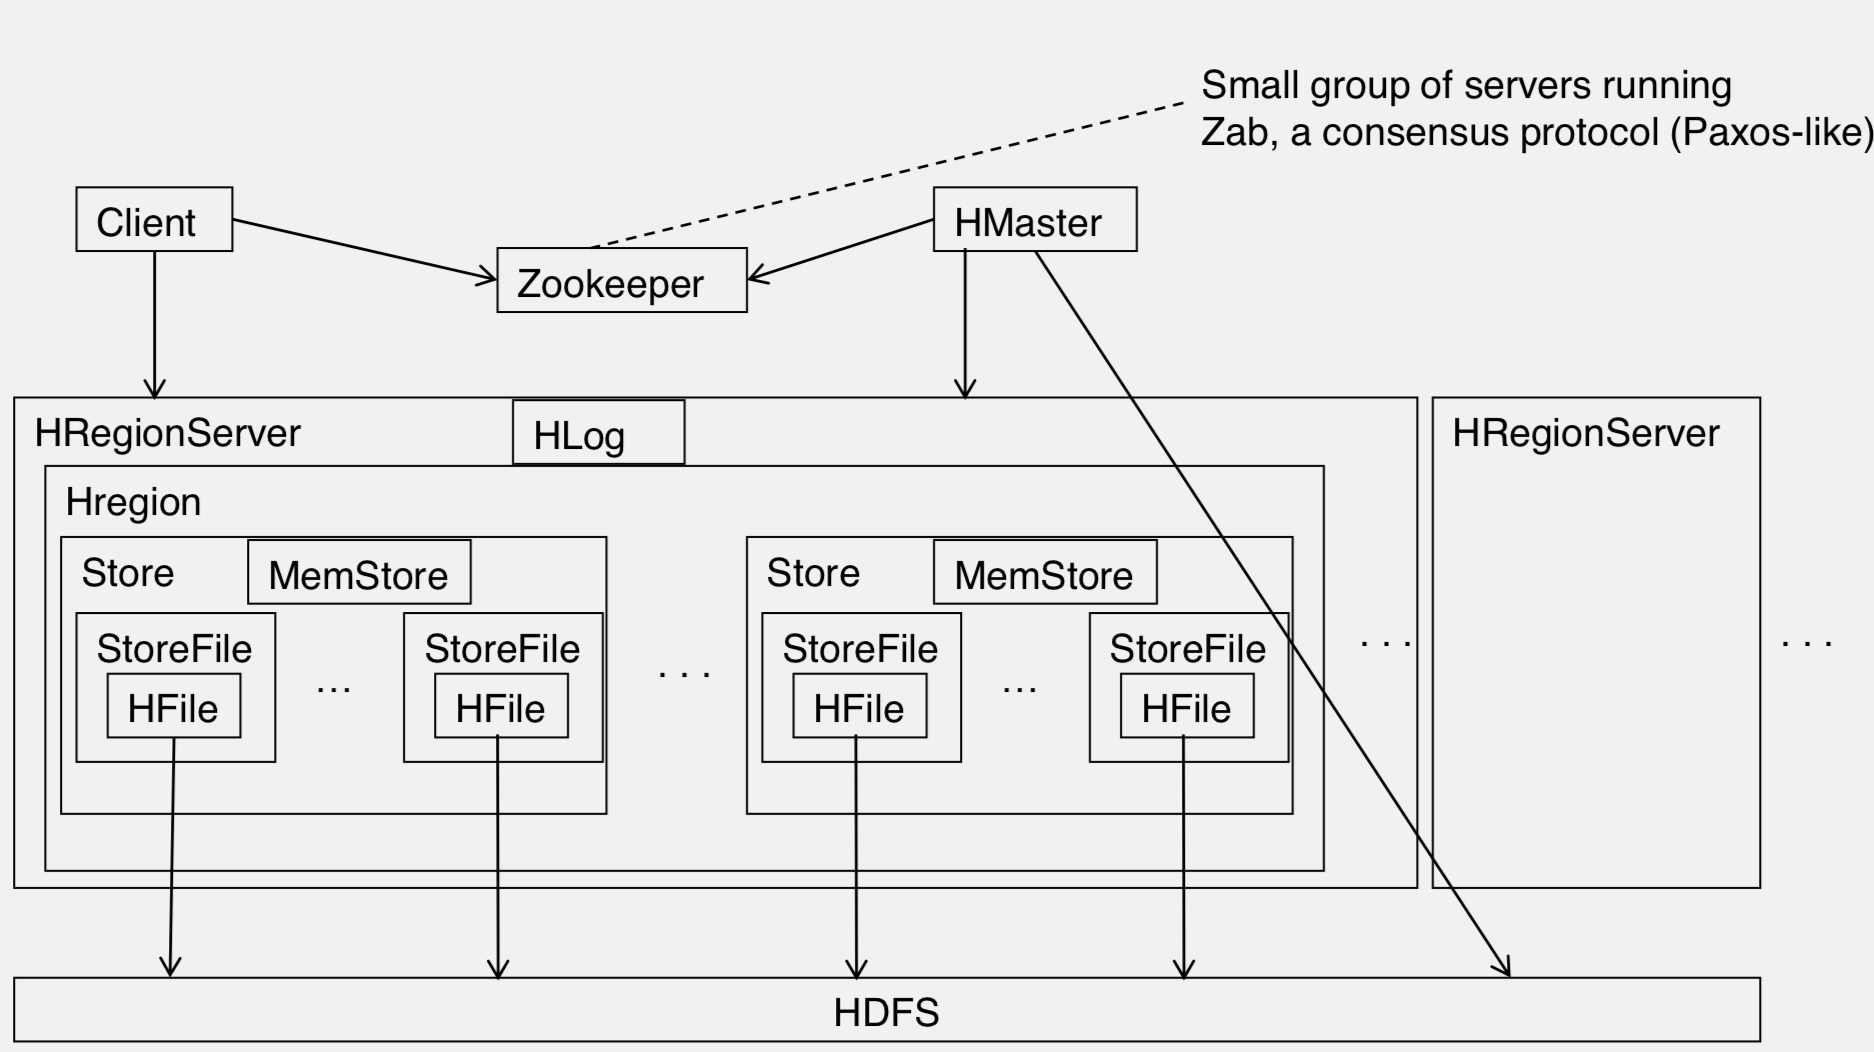 Small group of servers running
Zab, a consensus protocol (Paxos-like)
Client
HMaster
Zookeeper
HRegionServer
HLog
HRegionServer
Hregion
Store
MemStore
Store
MemStore
StoreFile
StoreFile
StoreFile
StoreFile
. . .
. . .
. . .
...
...
HFile
HFile
HFile
HFile
HDFS